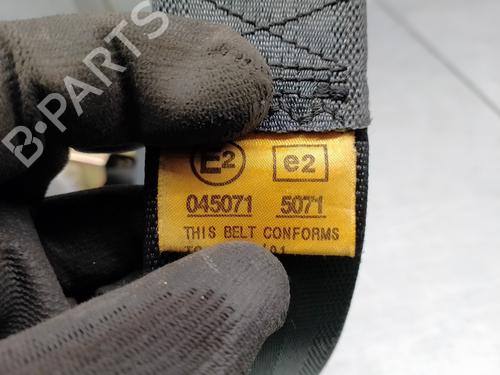 B-PARTS
E2 e2
045071 5071
THIS BELT CONFORMS